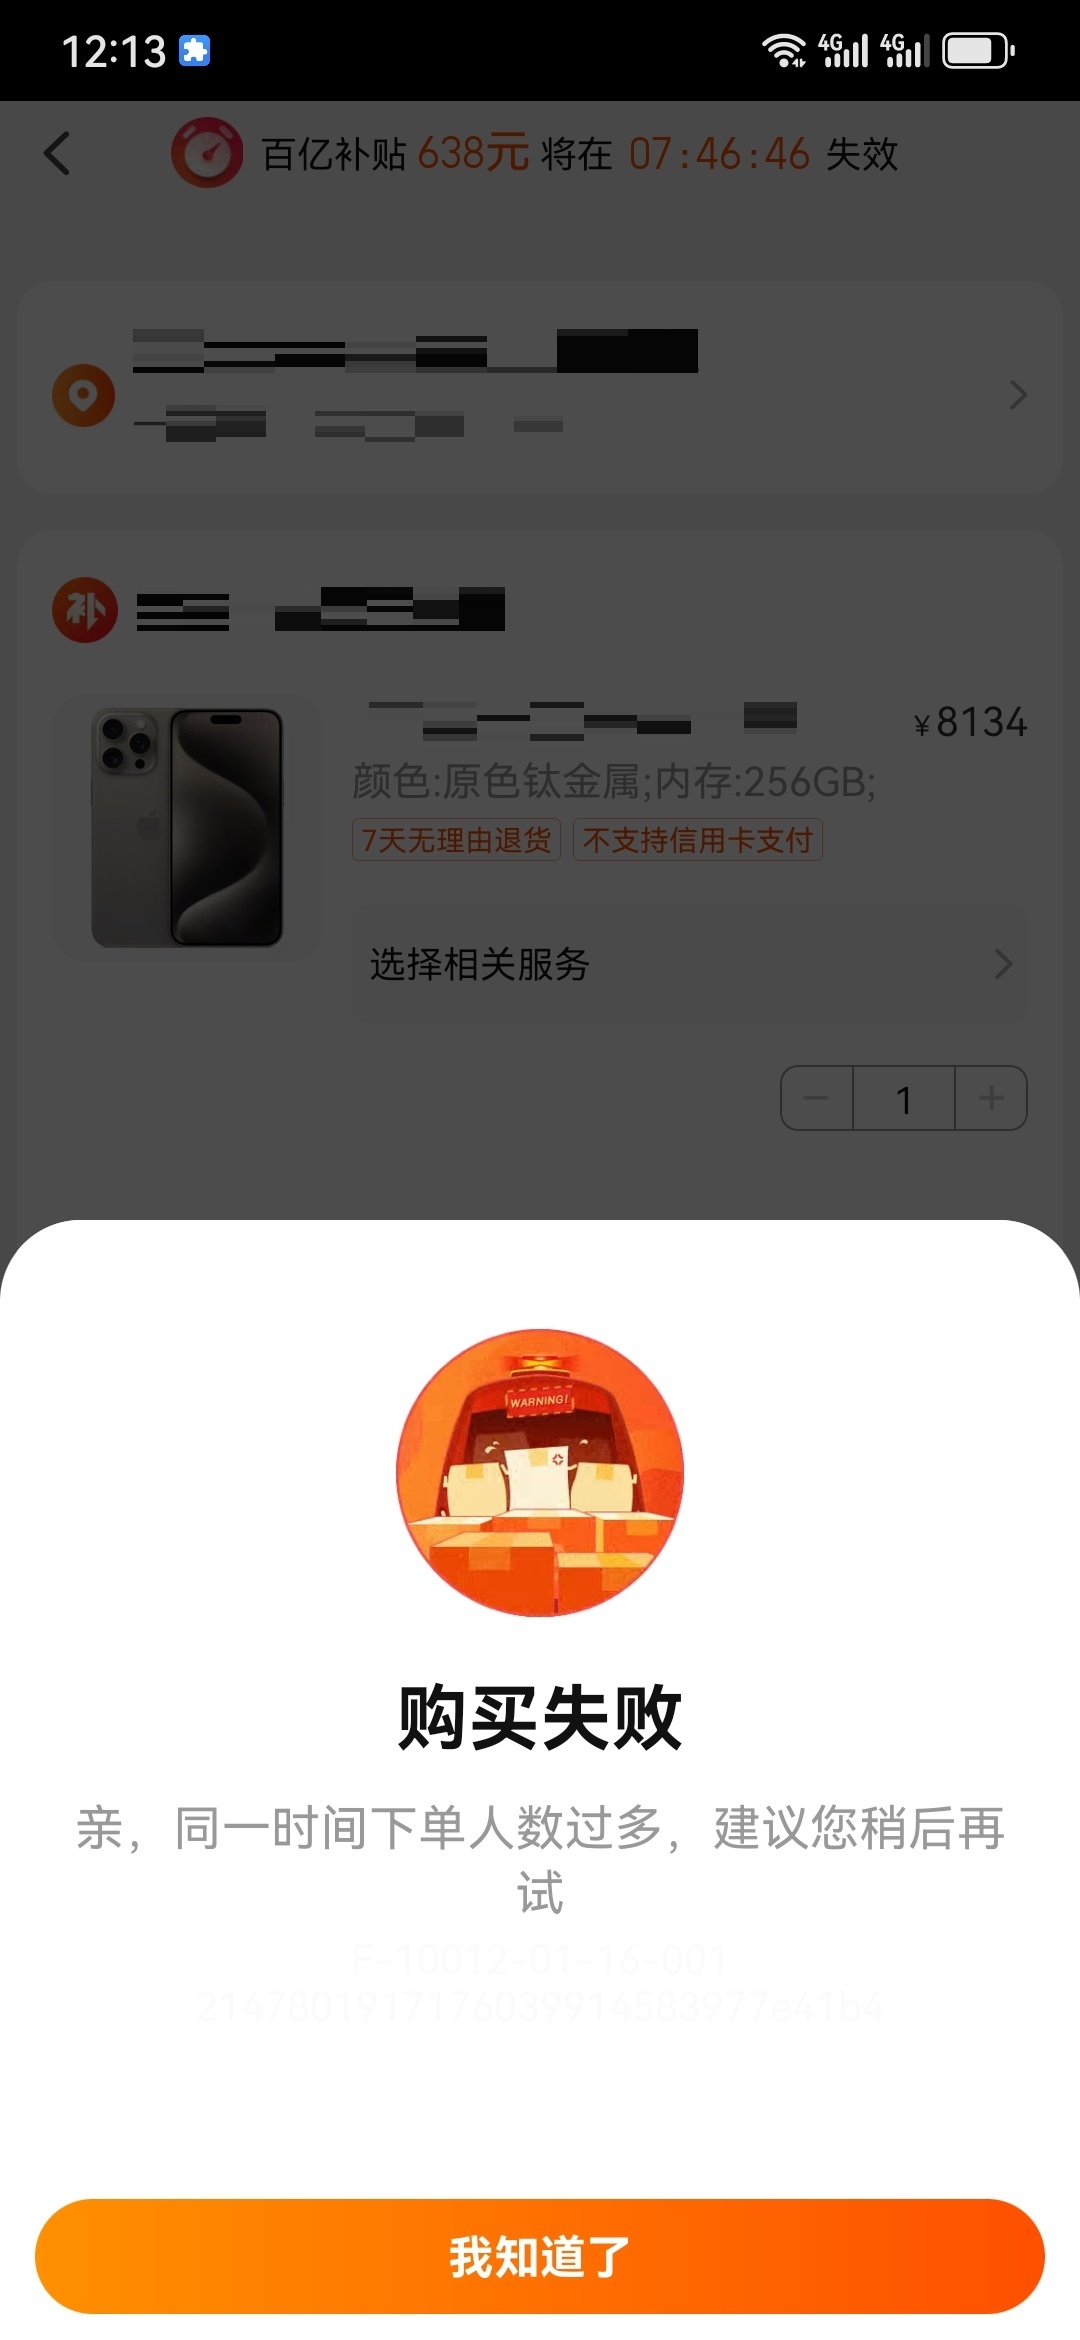 12:13
4G 4G
百亿补贴 638元 将在 07:46:46 失效
补
¥8134
颜色:原色钛金属;内存:256GB;
7天无理由退货 不支持信用卡支付
选择相关服务
1
WARNING!
购买失败
亲，同一时间下单人数过多，建议您稍后再
试
F-10012-01-16-001
我知道了